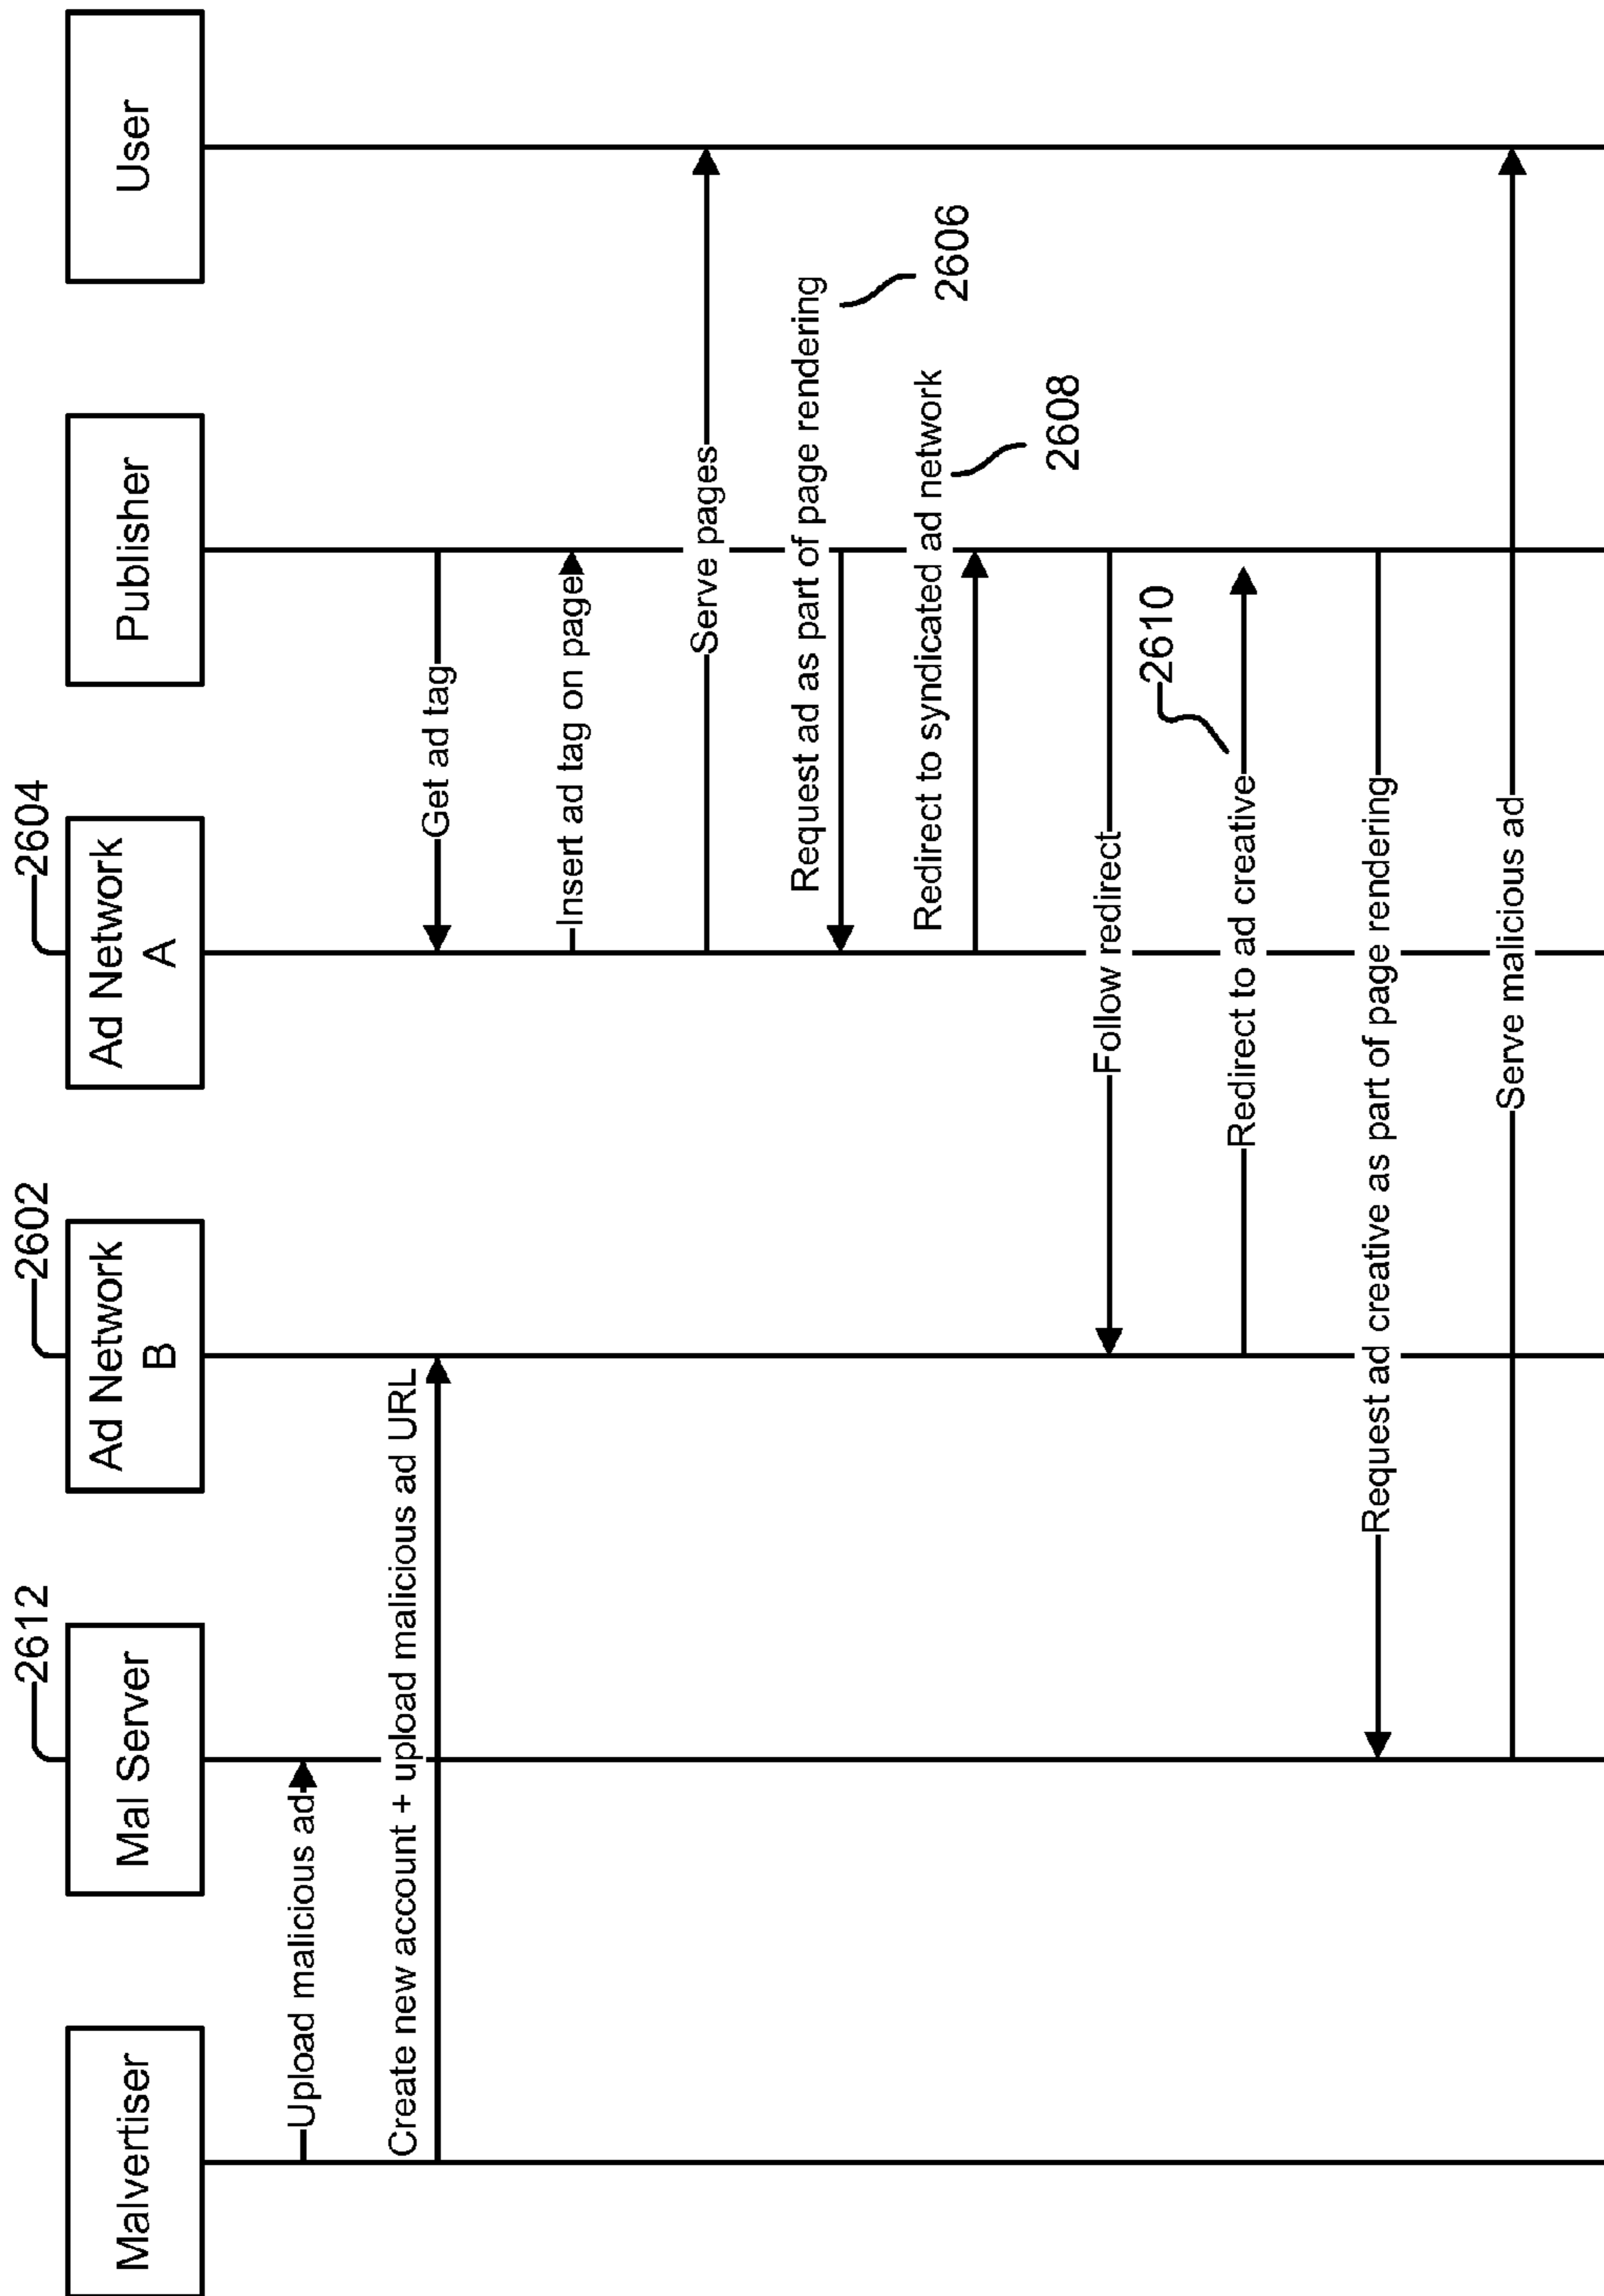 Malvertiser
Mal Server
2612
Ad Network
B
2602
Ad Network
A
2604
Publisher
User
Upload malicious ad
Create new account + upload malicious ad URL
Get ad tag
Insert ad tag on page
Serve pages
Request ad as part of page rendering
2606
Redirect to syndicated ad network
2608
Follow redirect
Redirect to ad creative
2610
Request ad creative as part of page rendering
Serve malicious ad